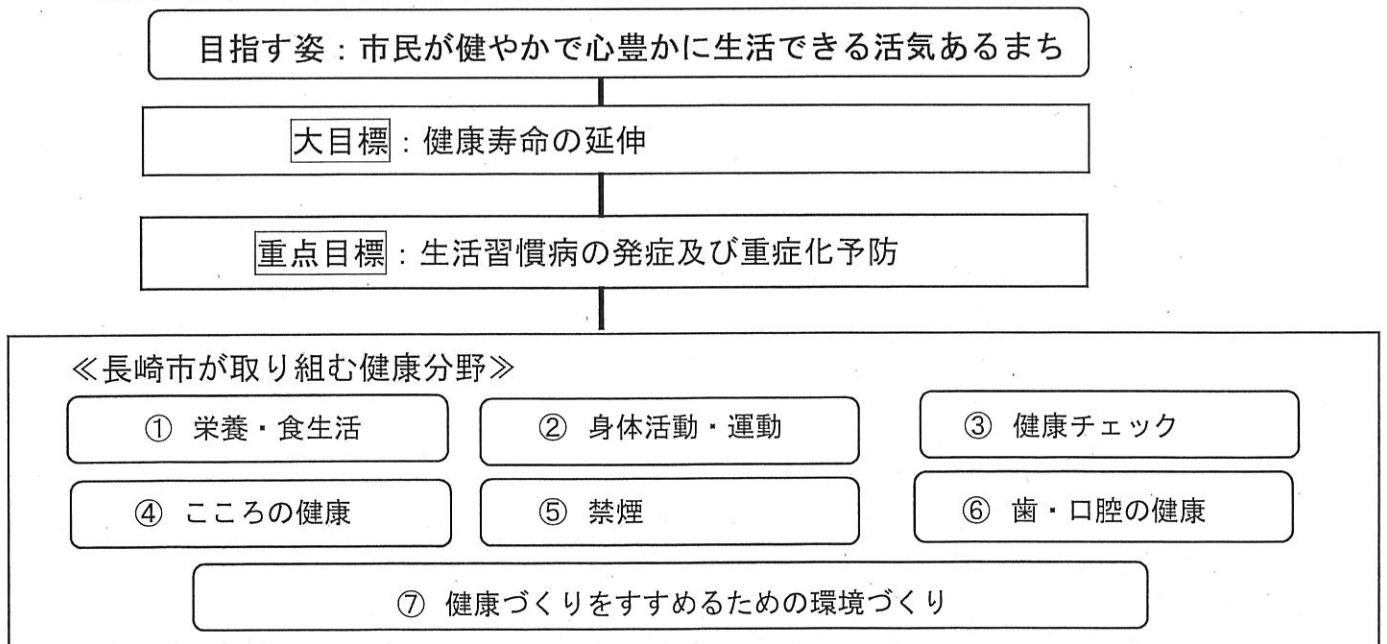 目指す姿：市民が健やかで心豊かに生活できる活気あるまち
大目標：健康寿命の延伸
重点目標：生活習慣病の発症及び重症化予防
≪長崎市が取り組む健康分野≫
① 栄養・食生活
② 身体活動・運動
③ 健康チェック
④ こころの健康
⑤ 禁煙
⑥ 歯・口腔の健康
⑦ 健康づくりをすすめるための環境づくり